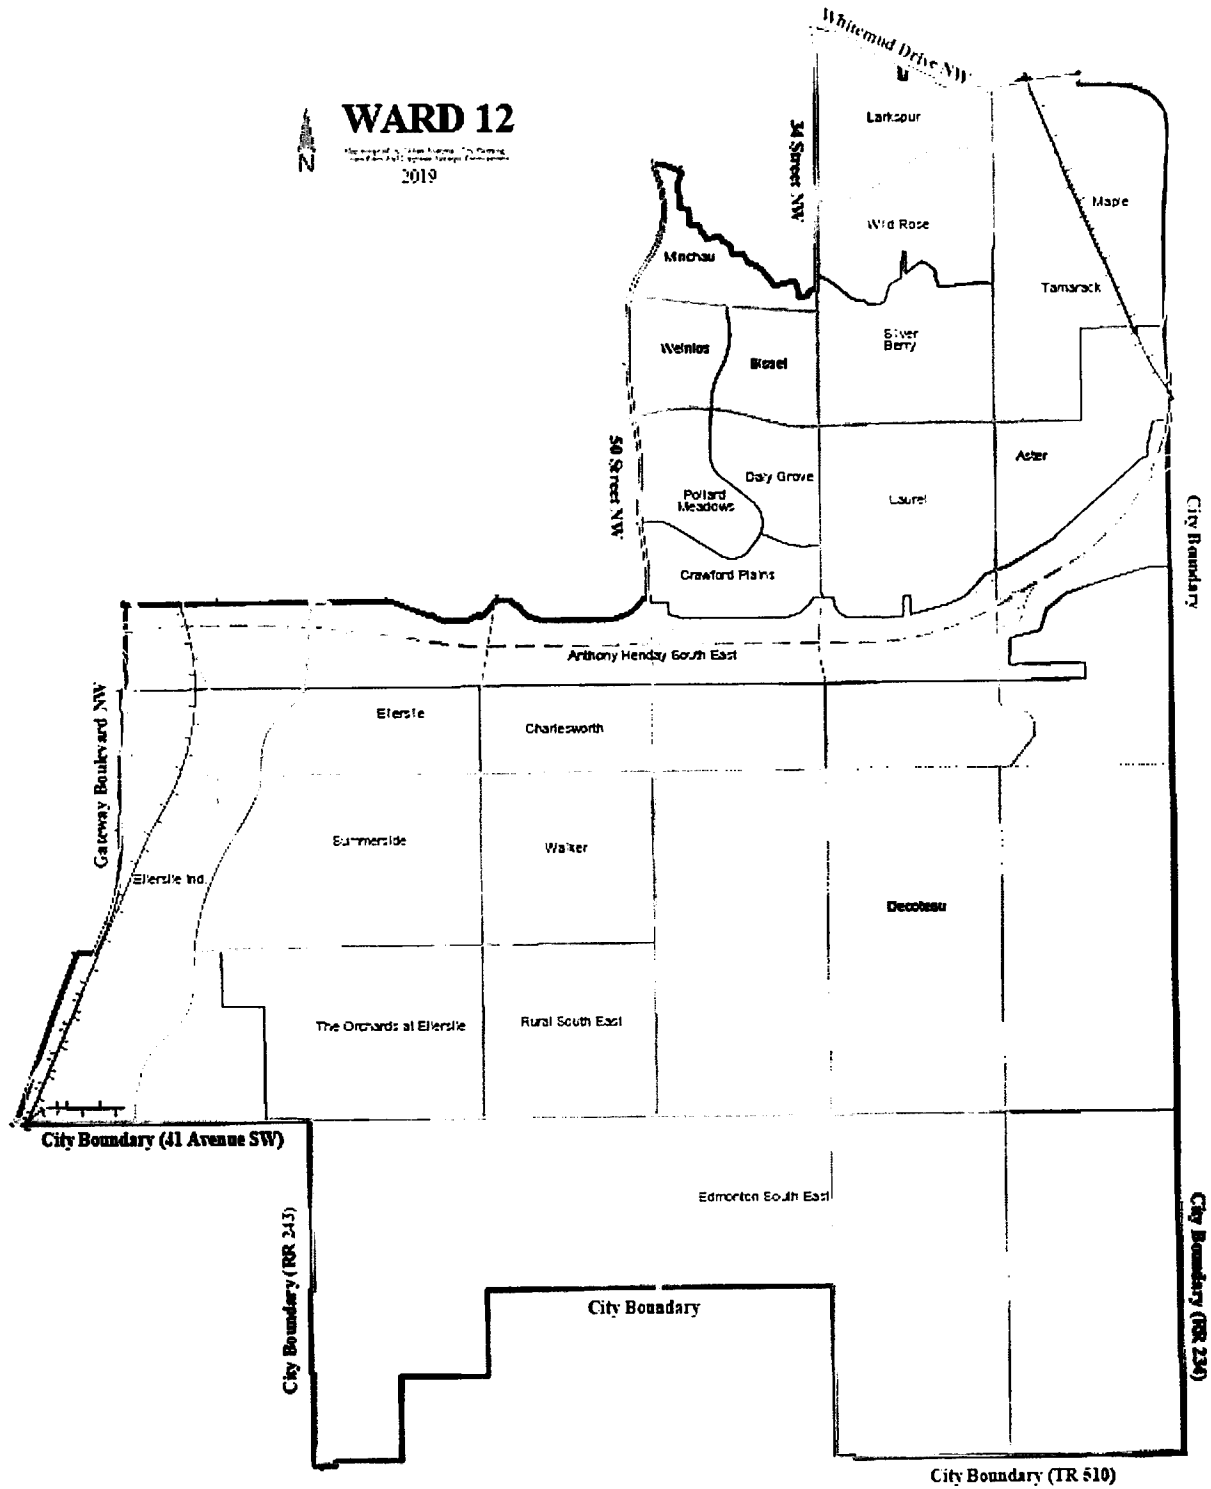 Whitemud Drive NW
WARD 12
2019
N
34 Street NW
Larkspur
Maple
Wild Rose
Minchau
Tamarack
Silver
Berry
Weinlos
Bisset
50 Street NW
Aster
Daly Grove
Pollard
Meadows
Laurel
City Boundary
Crawford Plains
Anthony Henday South East
Gateway Boulevard NW
Ellerslie
Charlesworth
Summerside
Walker
Ellerslie Ind.
Decoteau
The Orchards at Ellerslie
Rural South East
City Boundary (41 Avenue SW)
Edmonton South East
City Boundary (RR 243)
City Boundary
City Boundary (RR 234)
City Boundary (TR 510)